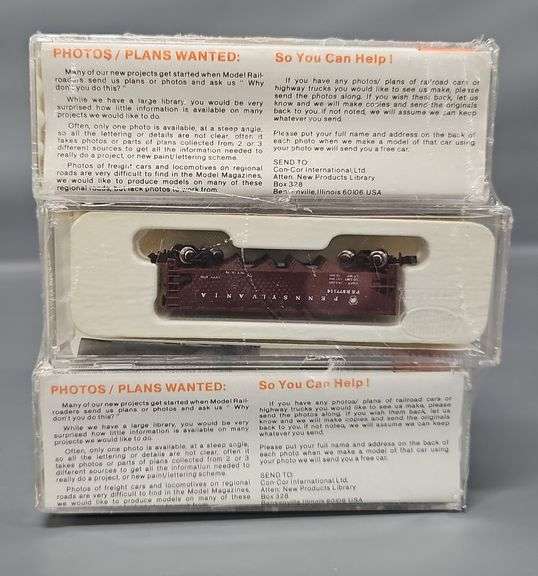 PHOTOS / PLANS WANTED:
Many of our new projects get started when Model Rail-
roaders send us plans or photos and ask us " Why
don't you do this? "
While we have a large library, you would be very
surprised how little information is available on many
projects we would like to do.
Often, only one photo is available, at a steep angle,
so all the lettering or details are not clear, often it
takes photos or parts of plans collected from 2 or 3
different sources to get all the information needed to
really do a project, or new paint/lettering scheme.
Photos of freight cars and locomotives on regional
roads are very difficult to find in the Model Magazines,
we would like to produce models on many of these
regional roads, but lack photos to work from.
So You Can Help !
If you have any photos/ plans of railroad cars or
highway trucks you would like to see us make, please
send the photos along. If you wish them back, let us
know and we will make copies and send the originals
back to you. If not noted, we will assume we can keep
whatever you send.
Please put your full name and address on the back of
each photo when we make a model of that car using
your photo we will send you a free car.
SEND TO:
Con-Cor International, Ltd.
Atten: New Products Library
Box 328
Bensenville, Illinois 60106 USA
PENNSYLVANIA
PHOTOS / PLANS WANTED:
Many of our new projects get started when Model Rail-
roaders send us plans or photos and ask us " Why
don't you do this? "
While we have a large library, you would be very
surprised how little information is available on many
projects we would like to do.
Often, only one photo is available, at a steep angle,
so all the lettering or details are not clear, often it
takes photos or parts of plans collected from 2 or 3
different sources to get all the information needed to
really do a project, or new paint/lettering scheme.
Photos of freight cars and locomotives on regional
roads are very difficult to find in the Model Magazines,
we would like to produce models on many of these
So You Can Help !
If you have any photos/ plans of railroad cars or
highway trucks you would like to see us make, please
send the photos along. If you wish them back, let us
know and we will make copies and send the originals
back to you. If not noted, we will assume we can keep
whatever you send.
Please put your full name and address on the back of
each photo when we make a model of that car using
your photo we will send you a free car.
SEND TO:
Con-Cor International, Ltd.
Atten: New Products Library
Box 328
Illinois 60106 USA